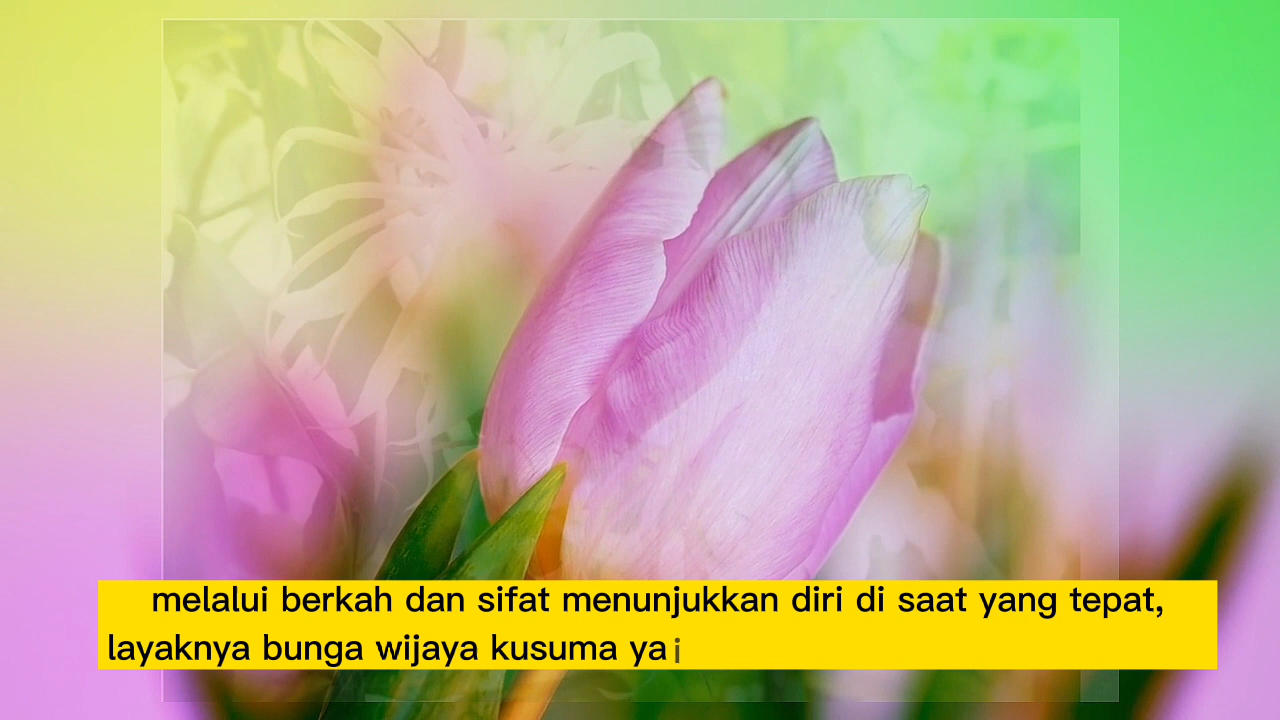 melalui berkah dan sifat menunjukkan diri di saat yang tepat,
layaknya bunga wijaya kusuma ya